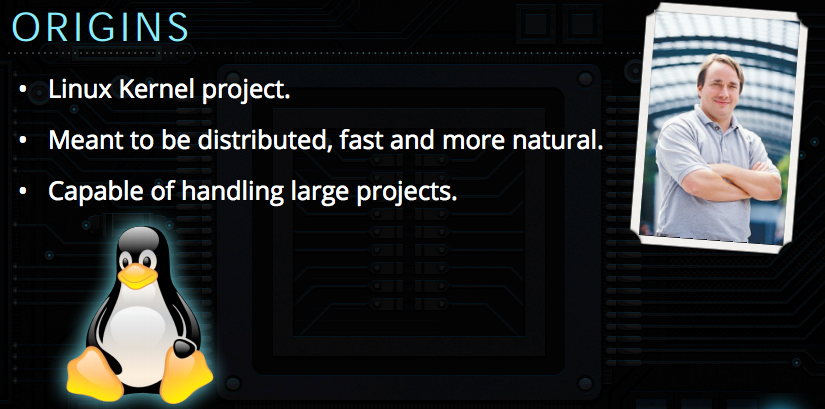 ORIGINS
• Linux Kernel project.
• Meant to be distributed, fast and more natural.
• Capable of handling large projects.